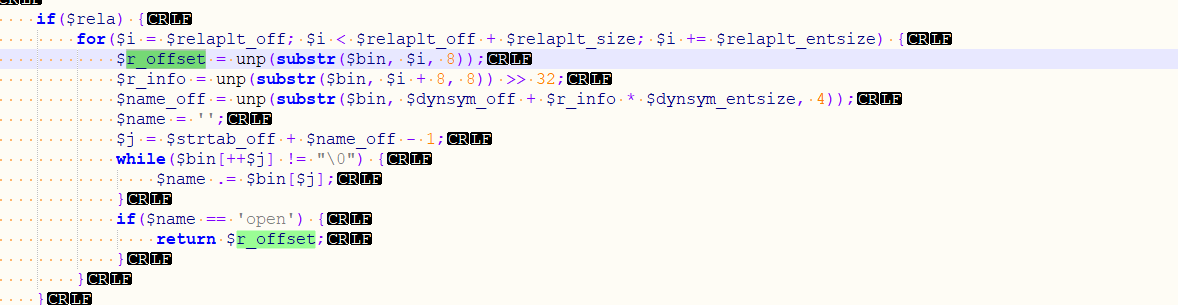 CRLF
if($rela) {CRLF
for($i = $relaplt_off; $i < $relaplt_off + $relaplt_size; $i += $relaplt_entsize) {CRLF
$r_offset = unp(substr($bin, $i, 8));CRLF
$r_info = unp(substr($bin, $i + 8, 8)) >> 32;CRLF
$name_off = unp(substr($bin, $dynsym_off + $r_info * $dynsym_entsize, 4));CRLF
$name = '';CRLF
$j = $strtab_off + $name_off - 1;CRLF
while($bin[++$j] != "\0") {CRLF
$name .= $bin[$j];CRLF
}CRLF
if($name == 'open') {CRLF
return $r_offset;CRLF
}CRLF
}CRLF
}CRLF